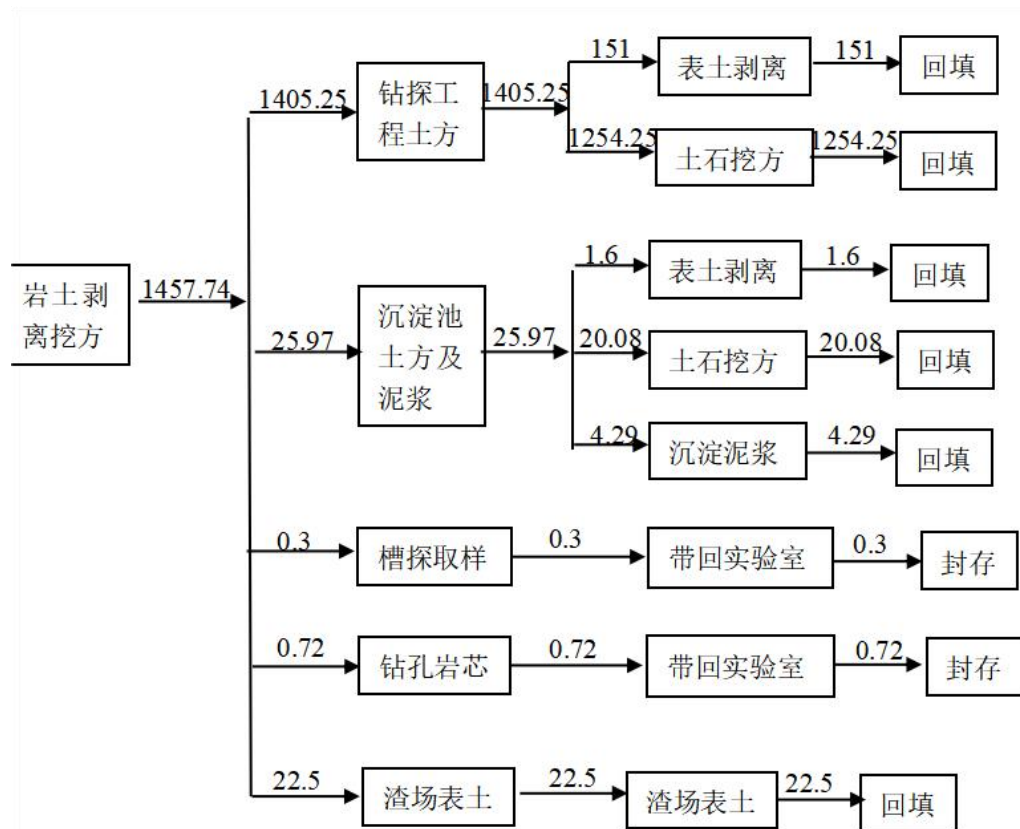 151
表土剥离
151
回填
1405.25
钻探工
程土方
1405.25
1254.25
土石挖方
1254.25
回填
岩土剥
离挖方
1457.74
1.6
表土剥离
1.6
回填
25.97
沉淀池
土方及
泥浆
25.97
20.08
土石挖方
20.08
回填
4.29
沉淀泥浆
4.29
回填
0.3
槽探取样
0.3
带回实验室
0.3
封存
0.72
钻孔岩芯
0.72
带回实验室
0.72
封存
22.5
渣场表土
22.5
渣场表土
22.5
回填